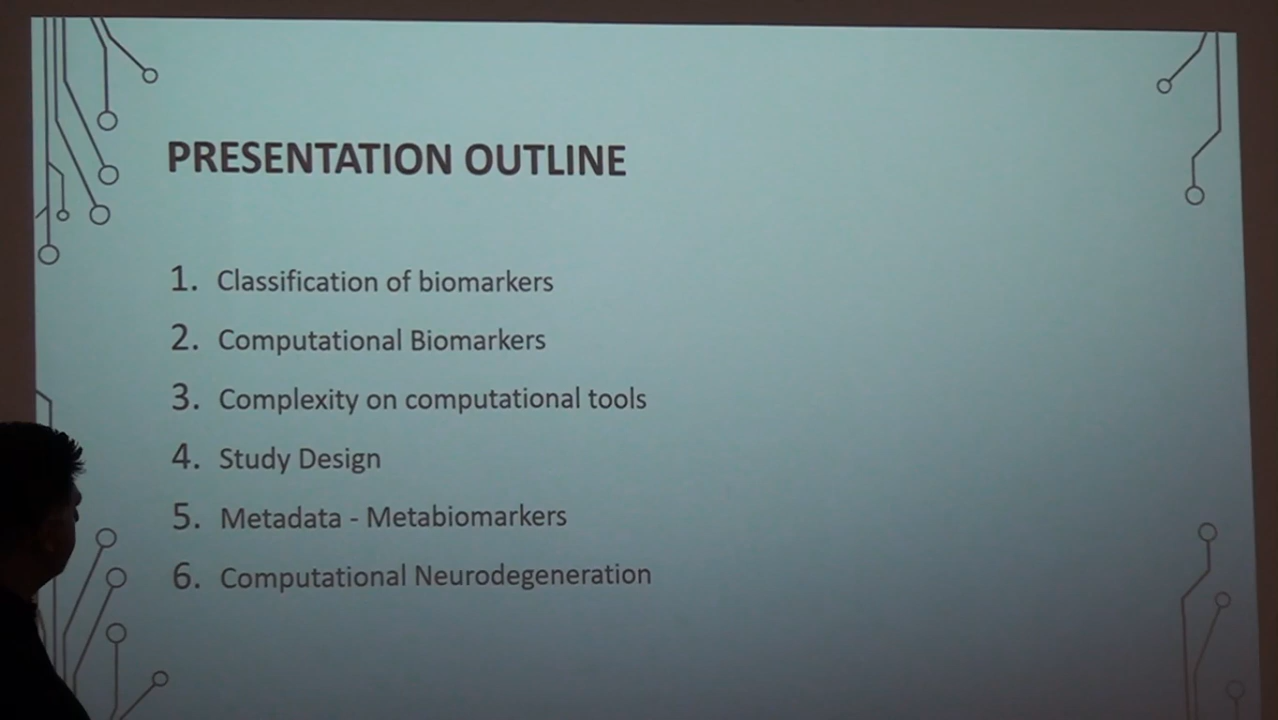 PRESENTATION OUTLINE
1. Classification of biomarkers
2. Computational Biomarkers
3. Complexity on computational tools
4. Study Design
5. Metadata - Metabiomarkers
6. Computational Neurodegeneration